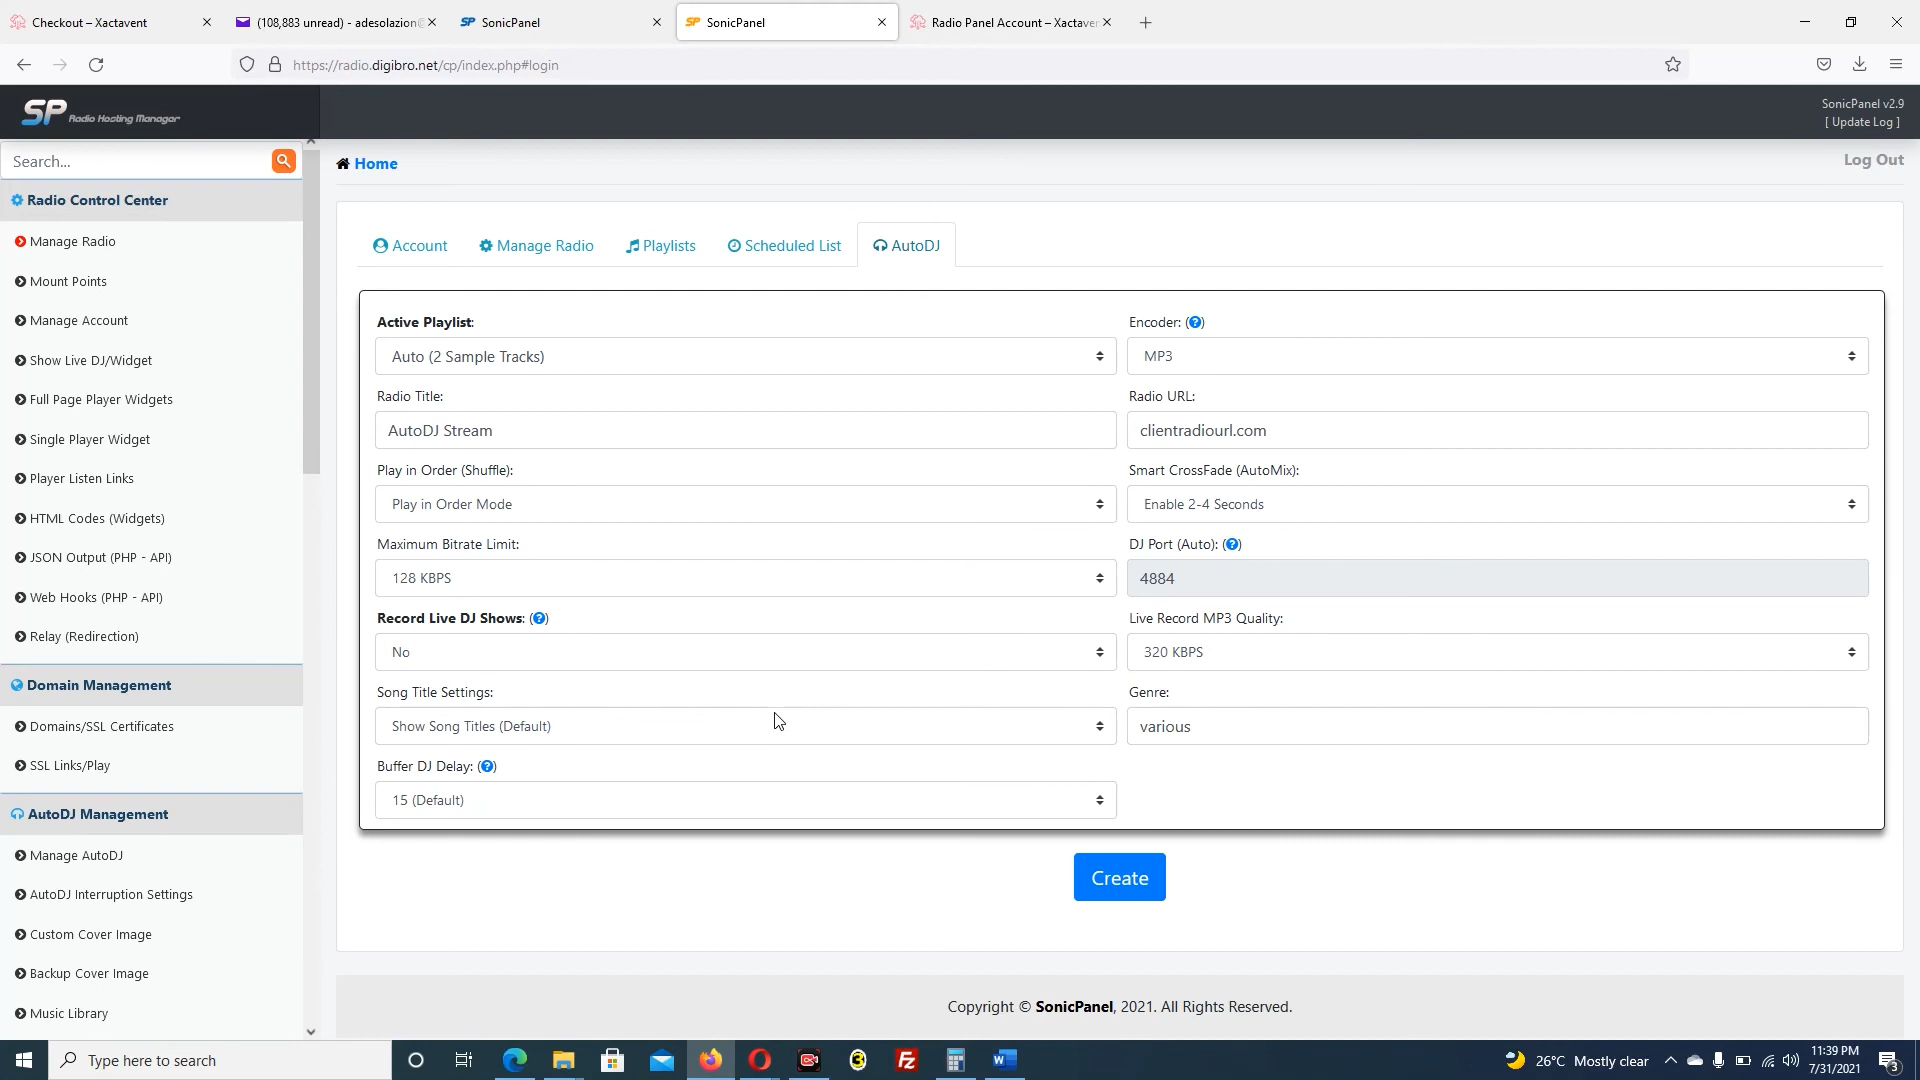 Checkout – Xactavent
(108,883 unread) - adesolazion@
SonicPanel
SonicPanel
Radio Panel Account – Xactaven
https://radio.digibro.net/cp/index.php#login
SP Radio Hosting Manager
SonicPanel v2.9
[ Update Log ]
Search...
Home
Log Out
Radio Control Center
Manage Radio
Mount Points
Manage Account
Show Live DJ/Widget
Full Page Player Widgets
Single Player Widget
Player Listen Links
HTML Codes (Widgets)
JSON Output (PHP - API)
Web Hooks (PHP - API)
Relay (Redirection)
Domain Management
Domains/SSL Certificates
SSL Links/Play
AutoDJ Management
Manage AutoDJ
AutoDJ Interruption Settings
Custom Cover Image
Backup Cover Image
Music Library
Account
Manage Radio
Playlists
Scheduled List
AutoDJ
Active Playlist:
Auto (2 Sample Tracks)
Encoder: (?)
MP3
Radio Title:
AutoDJ Stream
Radio URL:
clientradiourl.com
Play in Order (Shuffle):
Play in Order Mode
Smart CrossFade (AutoMix):
Enable 2-4 Seconds
Maximum Bitrate Limit:
128 KBPS
DJ Port (Auto): (?)
4884
Record Live DJ Shows: (?)
No
Live Record MP3 Quality:
320 KBPS
Song Title Settings:
Show Song Titles (Default)
Genre:
various
Buffer DJ Delay: (?)
15 (Default)
Create
Copyright © SonicPanel, 2021. All Rights Reserved.
Type here to search
26°C Mostly clear
11:39 PM
7/31/2021
3